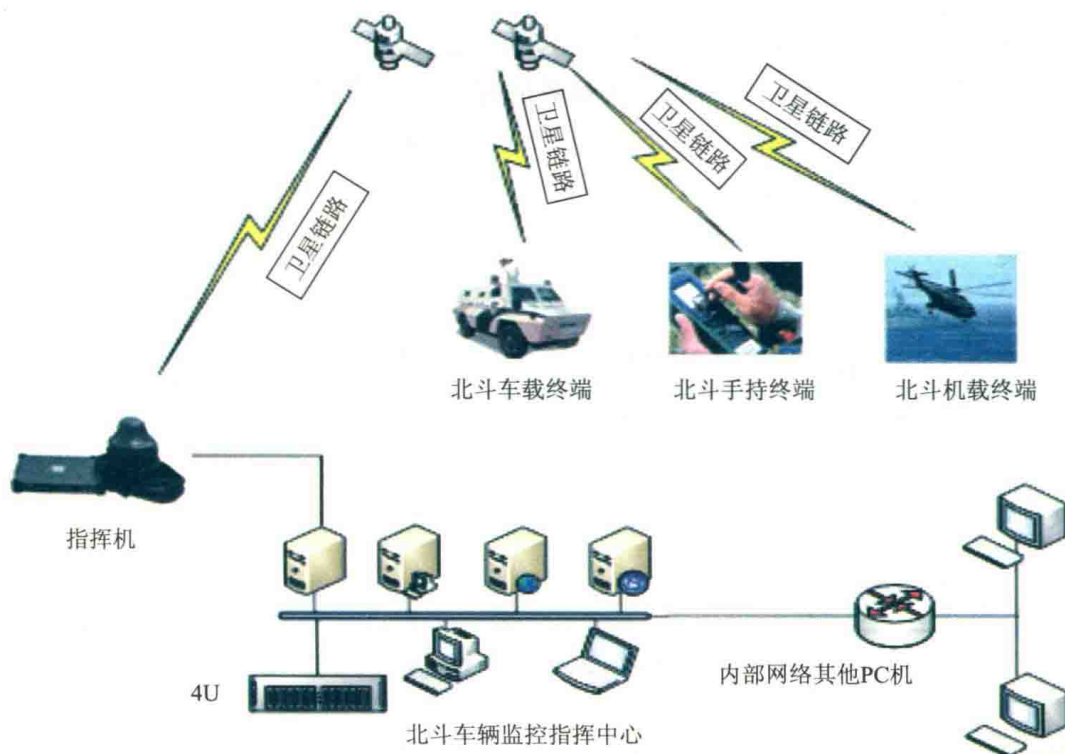 卫星链路
卫星链路
卫星链路
卫星链路
北斗车载终端
北斗手持终端
北斗机载终端
指挥机
4U
内部网络其他PC机
北斗车辆监控指挥中心